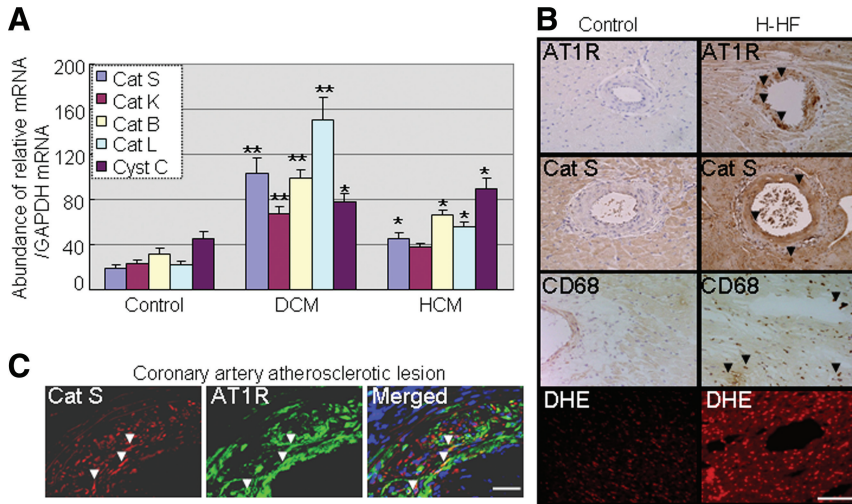 A
Abundance of relative mRNA
/GAPDH mRNA
200
160
120
80
40
0
Cat S
Cat K
Cat B
Cat L
Cyst C
**
**
**
**
*
*
*
*
*
Control
DCM
HCM
B
Control
H-HF
AT1R
AT1R
Cat S
Cat S
CD68
CD68
DHE
DHE
C
Coronary artery atherosclerotic lesion
Cat S
AT1R
Merged